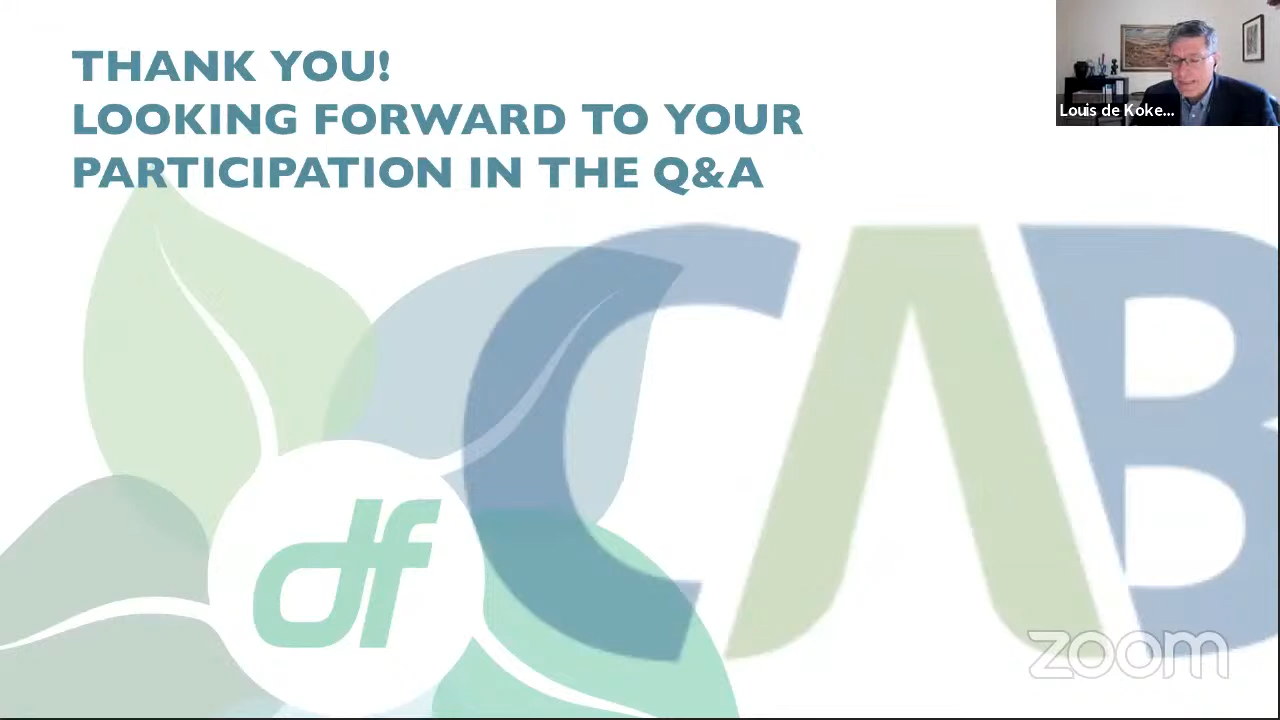 THANK YOU!
LOOKING FORWARD TO YOUR
PARTICIPATION IN THE Q&A
Louis de Koke...
df
CAB
zoom